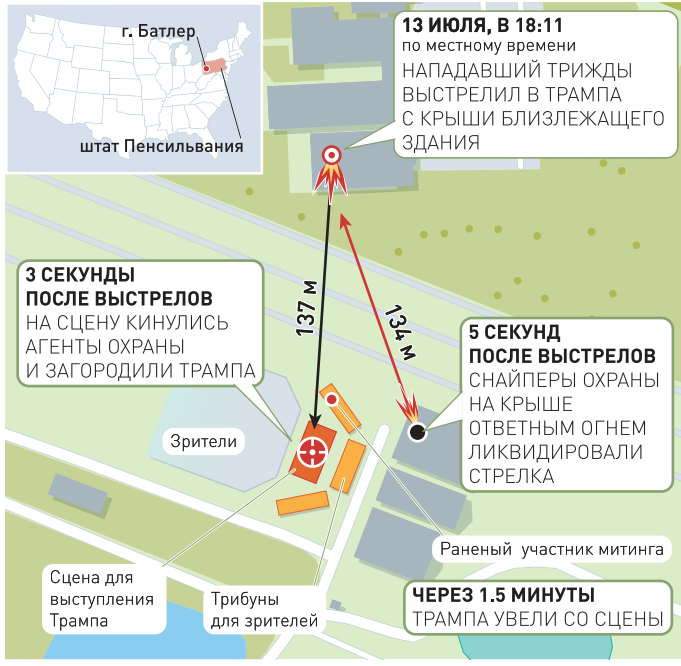 г. Батлер
штат Пенсильвания
13 ИЮЛЯ, В 18:11
по местному времени
НАПАДАВШИЙ ТРИЖДЫ
ВЫСТРЕЛИЛ В ТРАМПА
С КРЫШИ БЛИЗЛЕЖАЩЕГО
ЗДАНИЯ
3 СЕКУНДЫ
ПОСЛЕ ВЫСТРЕЛОВ
НА СЦЕНУ КИНУЛИСЬ
АГЕНТЫ ОХРАНЫ
И ЗАГОРОДИЛИ ТРАМПА
137 м
134 м
5 СЕКУНД
ПОСЛЕ ВЫСТРЕЛОВ
СНАЙПЕРЫ ОХРАНЫ
НА КРЫШЕ
ОТВЕТНЫМ ОГНЕМ
ЛИКВИДИРОВАЛИ
СТРЕЛКА
Зрители
Раненый участник митинга
Сцена для
выступления
Трампа
Трибуны
для зрителей
ЧЕРЕЗ 1.5 МИНУТЫ
ТРАМПА УВЕЛИ СО СЦЕНЫ